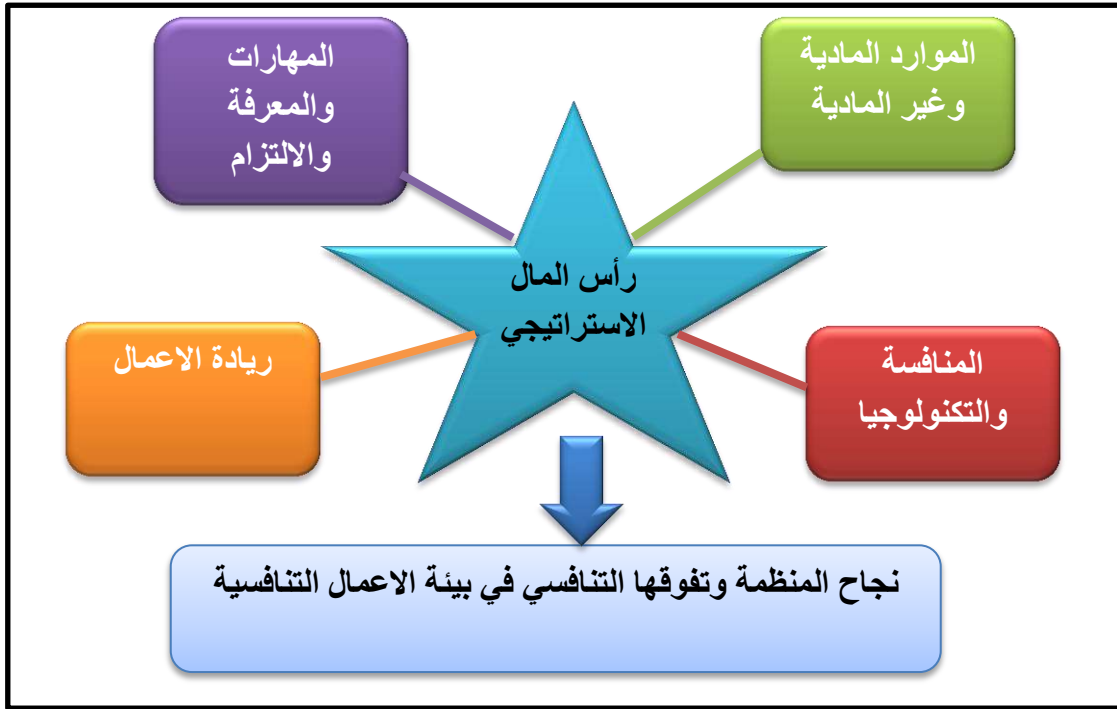 الموارد المادية
وغير المادية
المهارات
والمعرفة
والالتزام
رأس المال
الاستراتيجي
المنافسة
والتكنولوجيا
ريادة الاعمال
نجاح المنظمة وتفوقها التنافسي في بيئة الاعمال التنافسية